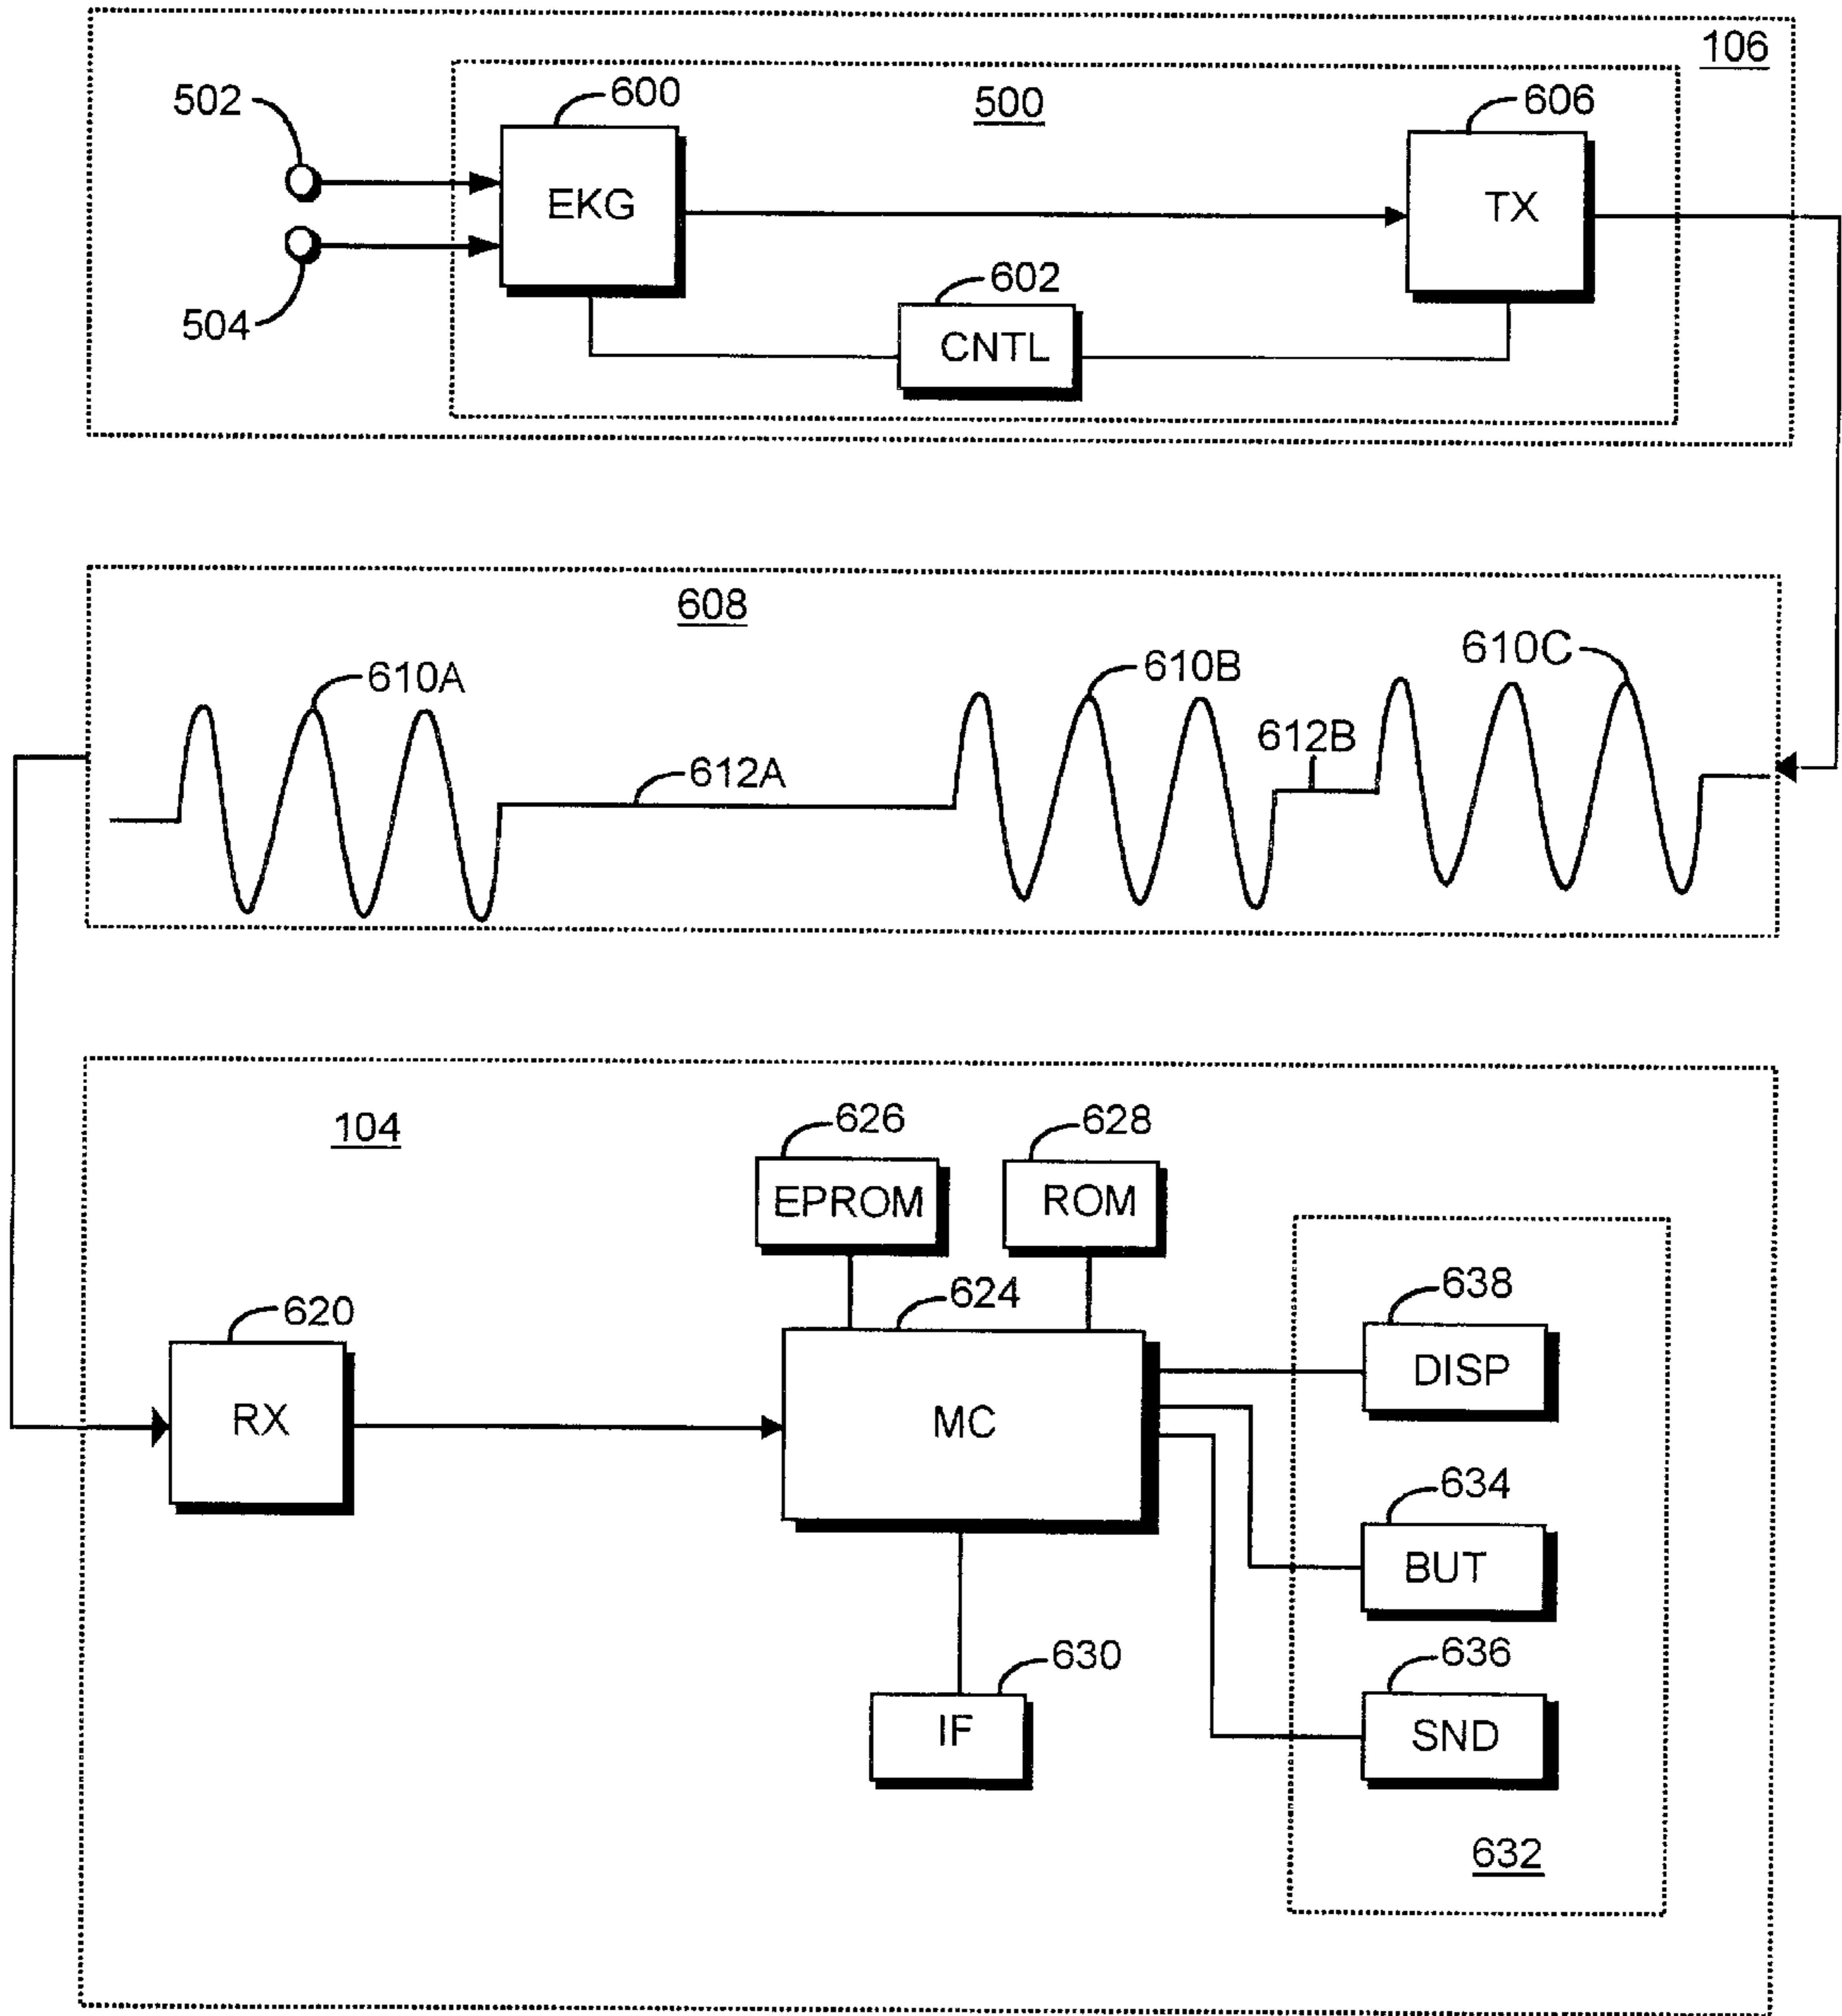 106
502
600
500
606
EKG
TX
504
602
CNTL
608
610A
610B
610C
612A
612B
104
626
628
EPROM
ROM
620
624
638
RX
MC
DISP
634
BUT
630
636
IF
SND
632